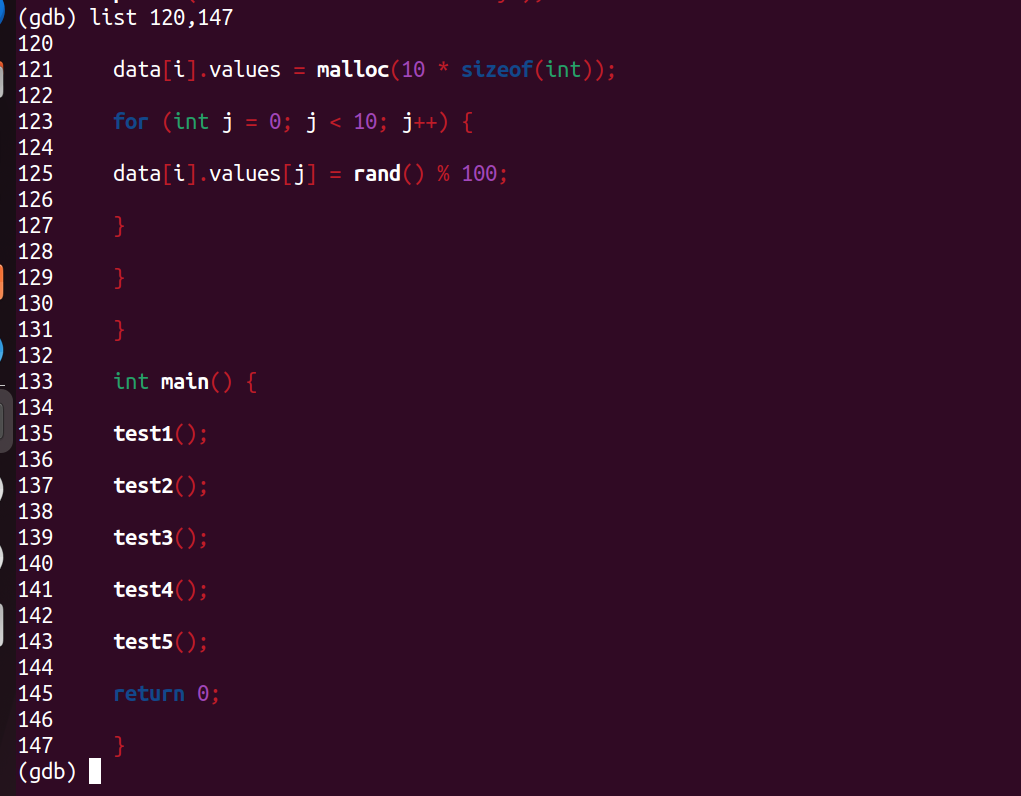 (gdb) list 120,147
120
121 data[i].values = malloc(10 * sizeof(int));
122
123 for (int j = 0; j < 10; j++) {
124
125 data[i].values[j] = rand() % 100;
126
127 }
128
129 }
130
131 }
132
133 int main() {
134
135 test1();
136
137 test2();
138
139 test3();
140
141 test4();
142
143 test5();
144
145 return 0;
146
147 }
(gdb)